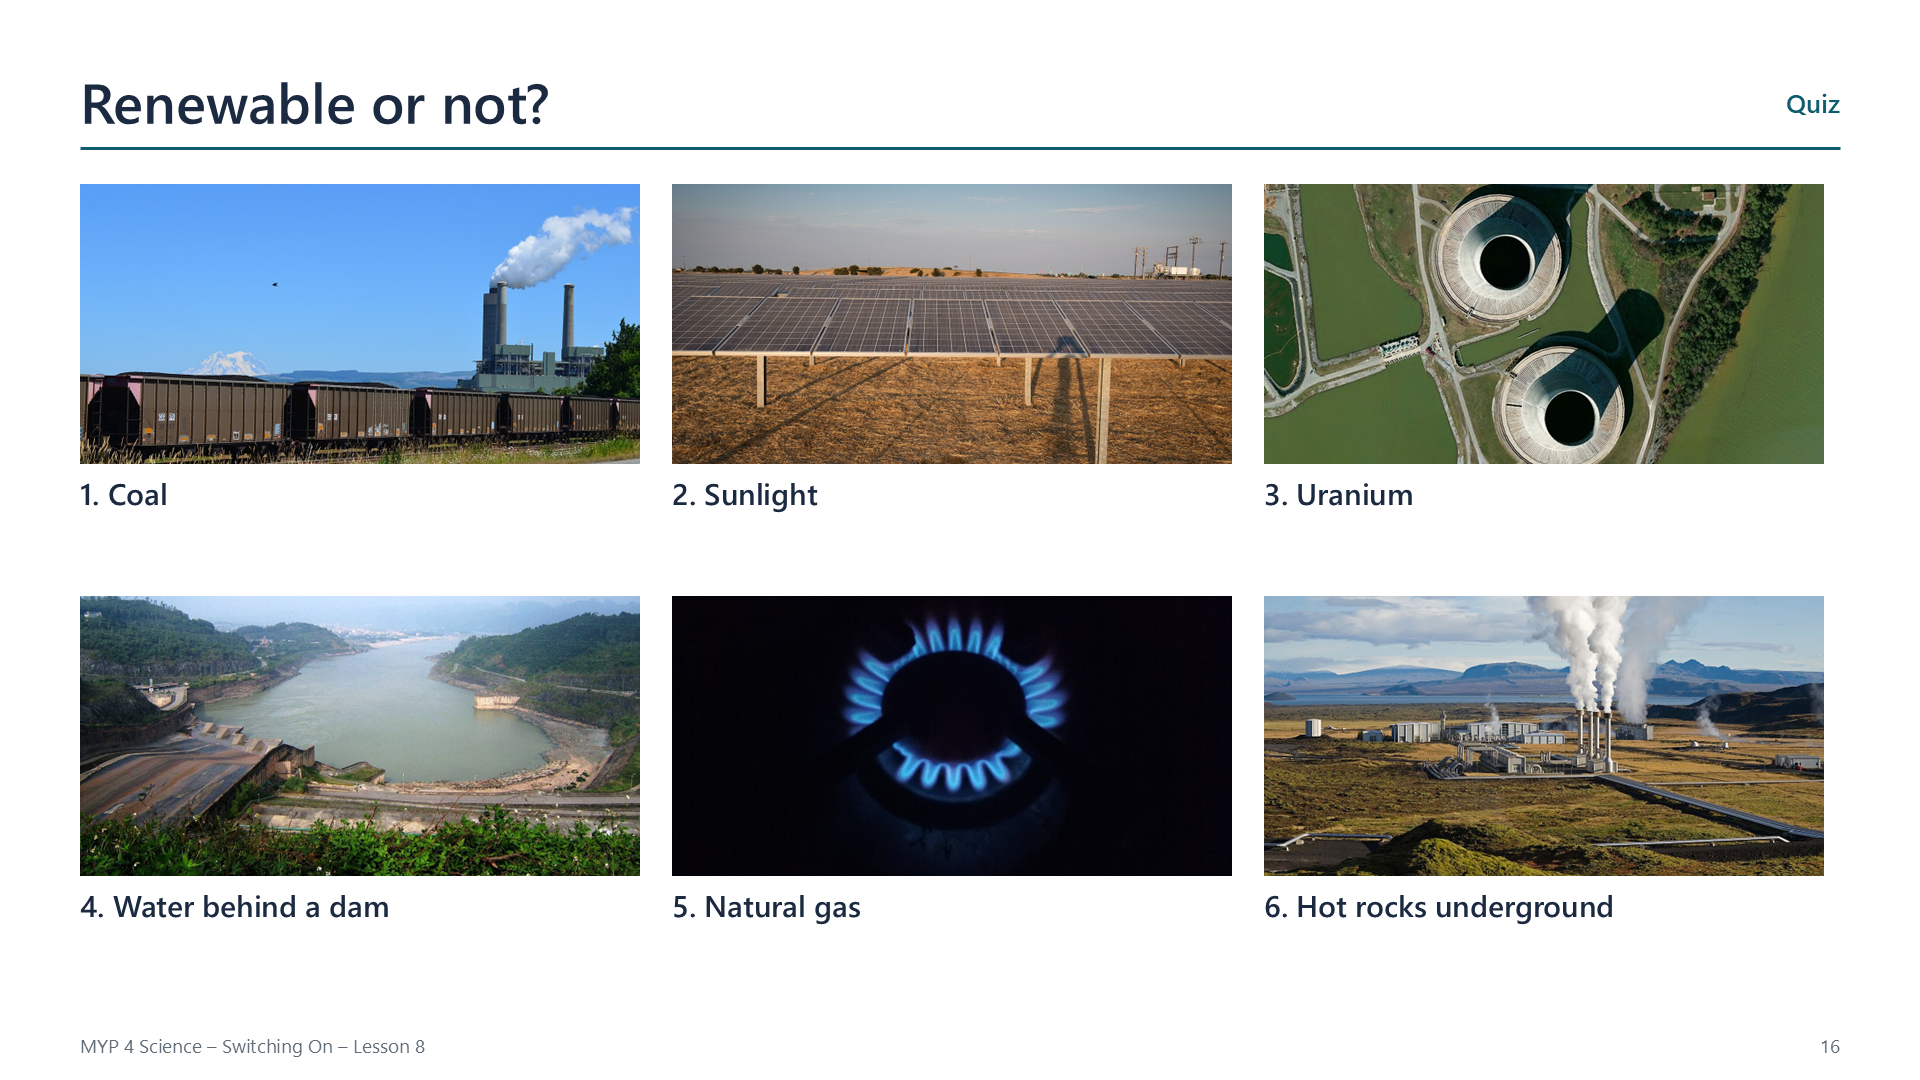 Renewable or not?
Quiz
1. Coal
2. Sunlight
3. Uranium
4. Water behind a dam
5. Natural gas
6. Hot rocks underground
MYP 4 Science – Switching On – Lesson 8
16